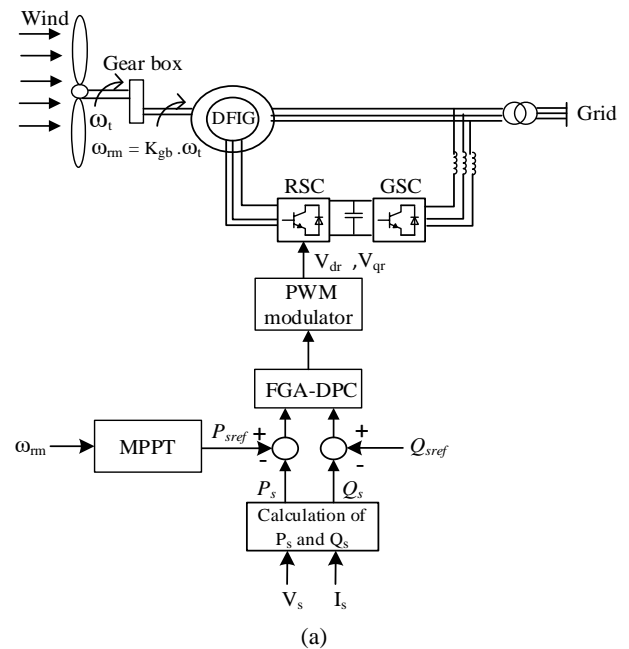 Wind
Gear box
ωt
ωrm = Kgb .ωt
DFIG
Grid
RSC
GSC
Vdr ,Vqr
PWM
modulator
FGA-DPC
ωrm
MPPT
Psref
+
-
+
-
Qsref
Ps
Qs
Calculation of
Ps and Qs
Vs
Is
(a)